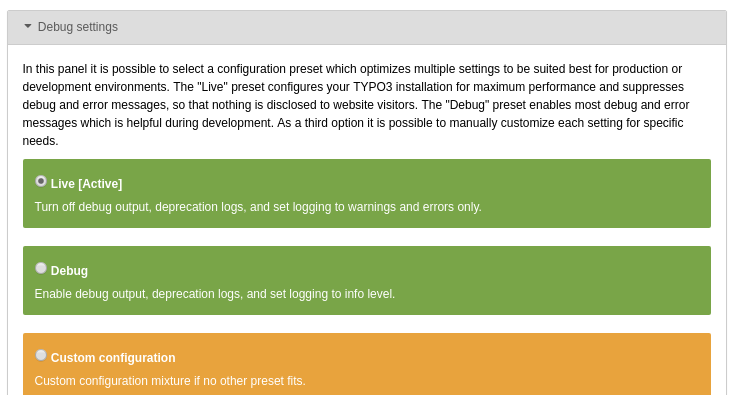 Debug settings
In this panel it is possible to select a configuration preset which optimizes multiple settings to be suited best for production or
development environments. The "Live" preset configures your TYPO3 installation for maximum performance and suppresses
debug and error messages, so that nothing is disclosed to website visitors. The "Debug" preset enables most debug and error
messages which is helpful during development. As a third option it is possible to manually customize each setting for specific
needs.
Live [Active]
Turn off debug output, deprecation logs, and set logging to warnings and errors only.
Debug
Enable debug output, deprecation logs, and set logging to info level.
Custom configuration
Custom configuration mixture if no other preset fits.